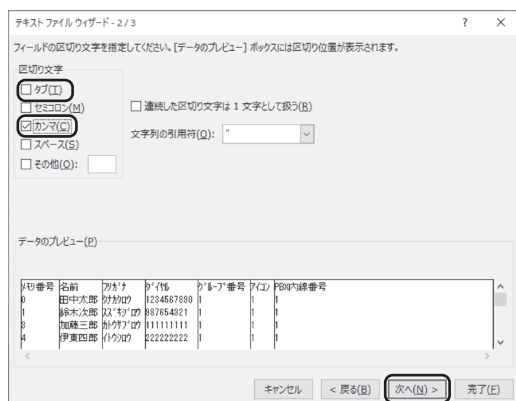 テキスト ファイル ウィザード - 2 / 3 ? ×
フィールドの区切り文字を指定してください。[データのプレビュー] ボックスには区切り位置が表示されます。
区切り文字
タブ(T)
セミコロン(M)
カンマ(C)
スペース(S)
その他(O):
連続した区切り文字は 1 文字として扱う(R)
文字列の引用符(Q): "
データのプレビュー(P)
メモリ番号 名前 フリガナ ダイヤル グループ番号 アイコン PBX内線番号
0 田中太郎 タナカタロウ 1234567890 1 1 1
1 鈴木次郎 スズキジロウ 987654321 1 1 1
3 加藤三郎 カトウサブロウ 111111111 1 1 1
4 伊東四郎 イトウシロウ 222222222 1 1 1
キャンセル < 戻る(B) 次へ(N) > 完了(F)